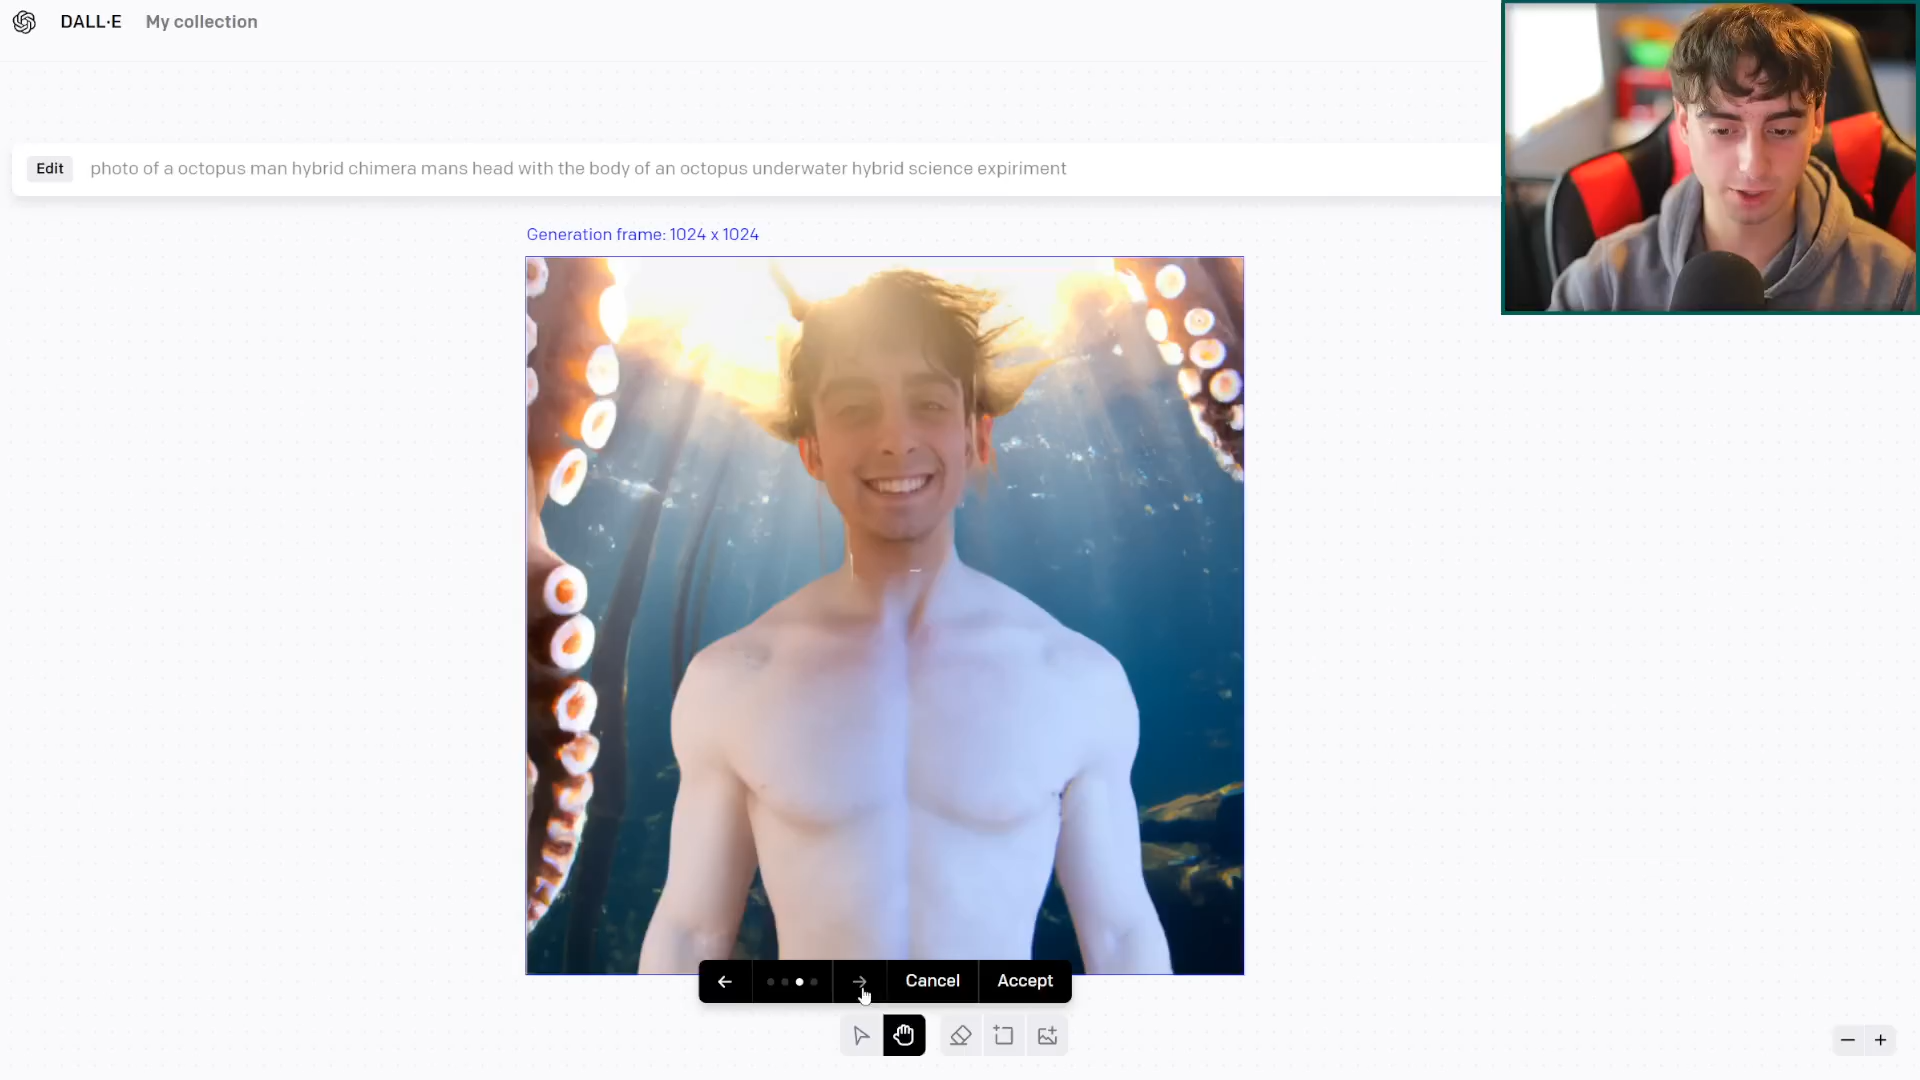 DALL·E My collection
Edit photo of a octopus man hybrid chimera mans head with the body of an octopus underwater hybrid science expiriment
Generation frame: 1024 x 1024
Cancel Accept